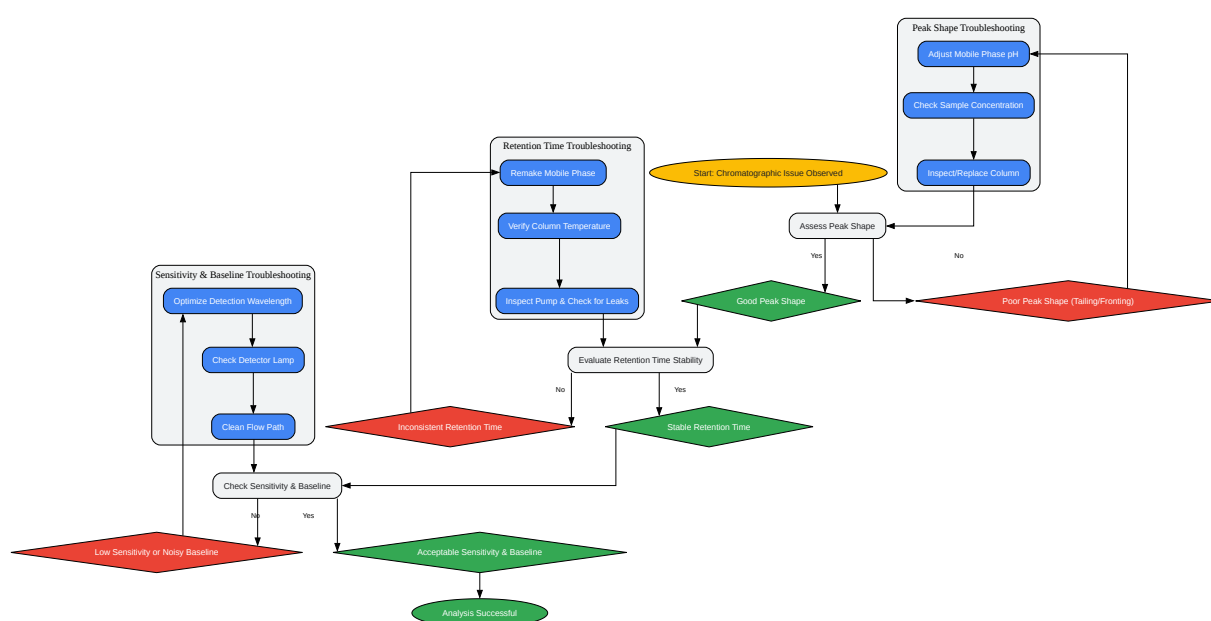 Peak Shape Troubleshooting
Adjust Mobile Phase pH
Check Sample Concentration
Inspect/Replace Column
Retention Time Troubleshooting
Remake Mobile Phase
Verify Column Temperature
Inspect Pump & Check for Leaks
Start: Chromatographic Issue Observed
Assess Peak Shape
Yes
No
Good Peak Shape
Poor Peak Shape (Tailing/Fronting)
Sensitivity & Baseline Troubleshooting
Optimize Detection Wavelength
Check Detector Lamp
Clean Flow Path
Evaluate Retention Time Stability
No
Yes
Inconsistent Retention Time
Stable Retention Time
Check Sensitivity & Baseline
No
Yes
Low Sensitivity or Noisy Baseline
Acceptable Sensitivity & Baseline
Analysis Successful